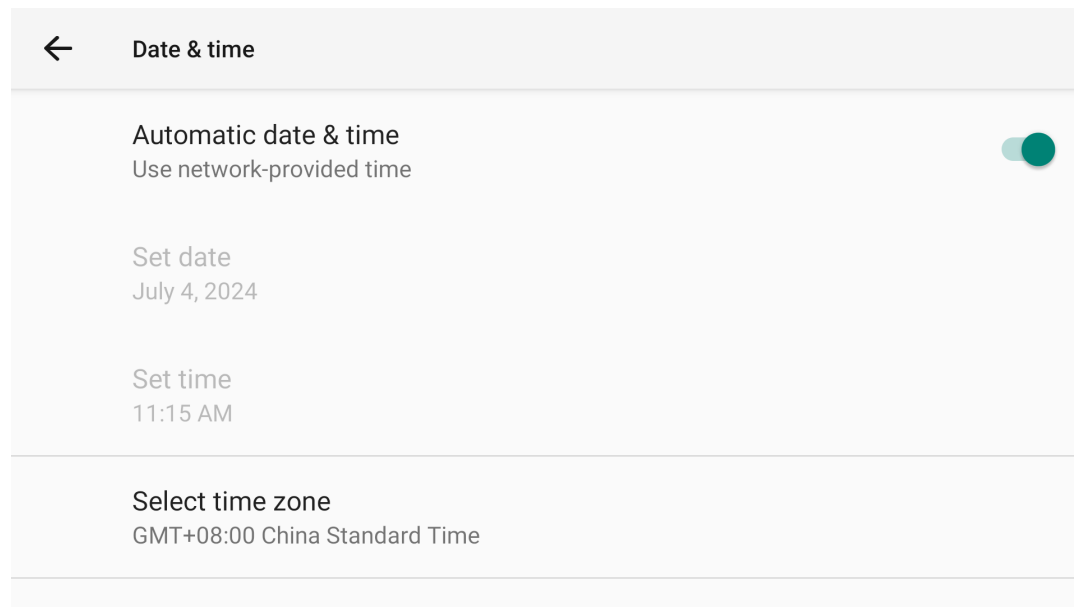 Date & time
Automatic date & time
Use network-provided time
Set date
July 4, 2024
Set time
11:15 AM
Select time zone
GMT+08:00 China Standard Time